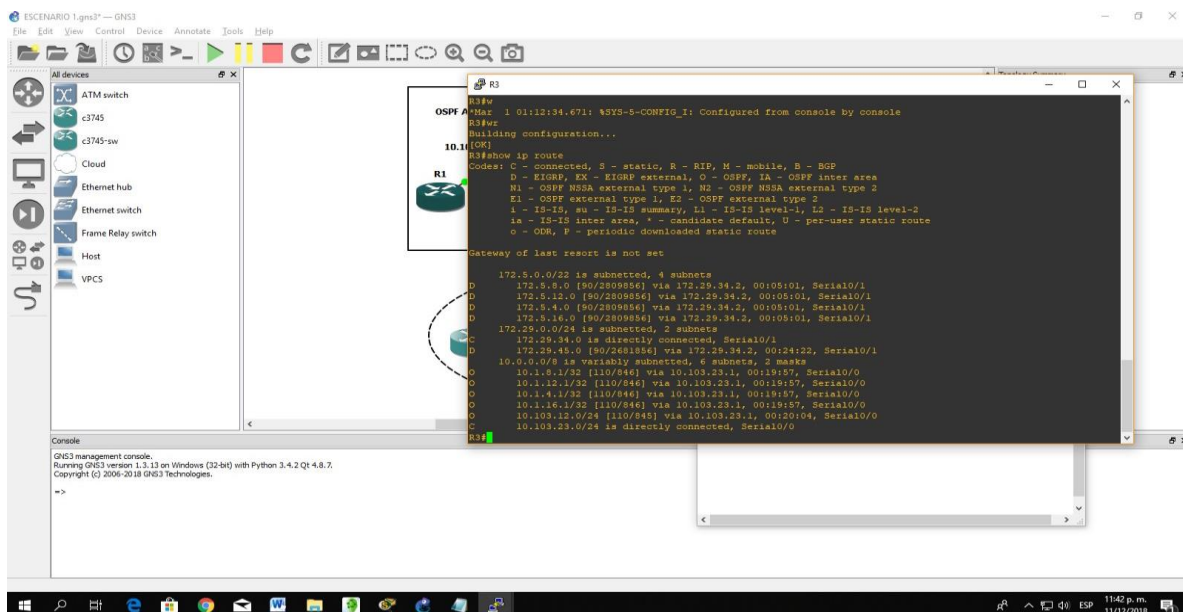 ESCENARIO 1.gns3* — GNS3
File Edit View Control Device Annotate Tools Help
All devices
ATM switch
c3745
c3745-sw
Cloud
Ethernet hub
Ethernet switch
Frame Relay switch
Host
VPCS
OSPF A
10.10
R1
R3
R3#w
*Mar 1 01:12:34.671: %SYS-5-CONFIG_I: Configured from console by console
R3#wr
Building configuration...
[OK]
R3#show ip route
Codes: C - connected, S - static, R - RIP, M - mobile, B - BGP
D - EIGRP, EX - EIGRP external, O - OSPF, IA - OSPF inter area
N1 - OSPF NSSA external type 1, N2 - OSPF NSSA external type 2
E1 - OSPF external type 1, E2 - OSPF external type 2
i - IS-IS, su - IS-IS summary, L1 - IS-IS level-1, L2 - IS-IS level-2
ia - IS-IS inter area, * - candidate default, U - per-user static route
o - ODR, P - periodic downloaded static route
Gateway of last resort is not set
172.5.0.0/22 is subnetted, 4 subnets
D 172.5.8.0 [90/2809856] via 172.29.34.2, 00:05:01, Serial0/1
D 172.5.12.0 [90/2809856] via 172.29.34.2, 00:05:01, Serial0/1
D 172.5.4.0 [90/2809856] via 172.29.34.2, 00:05:01, Serial0/1
D 172.5.16.0 [90/2809856] via 172.29.34.2, 00:05:01, Serial0/1
172.29.0.0/24 is subnetted, 2 subnets
C 172.29.34.0 is directly connected, Serial0/1
D 172.29.45.0 [90/2681856] via 172.29.34.2, 00:24:22, Serial0/1
10.0.0.0/8 is variably subnetted, 6 subnets, 2 masks
O 10.1.8.1/32 [110/846] via 10.103.23.1, 00:19:57, Serial0/0
O 10.1.12.1/32 [110/846] via 10.103.23.1, 00:19:57, Serial0/0
O 10.1.4.1/32 [110/846] via 10.103.23.1, 00:19:57, Serial0/0
O 10.1.16.1/32 [110/846] via 10.103.23.1, 00:19:57, Serial0/0
O 10.103.12.0/24 [110/845] via 10.103.23.1, 00:20:04, Serial0/0
C 10.103.23.0/24 is directly connected, Serial0/0
R3#
Console
GNS3 management console.
Running GNS3 version 1.3.13 on Windows (32-bit) with Python 3.4.2 Qt 4.8.7.
Copyright (c) 2006-2018 GNS3 Technologies.
=>
ESP
11:42 p. m.
11/12/2018